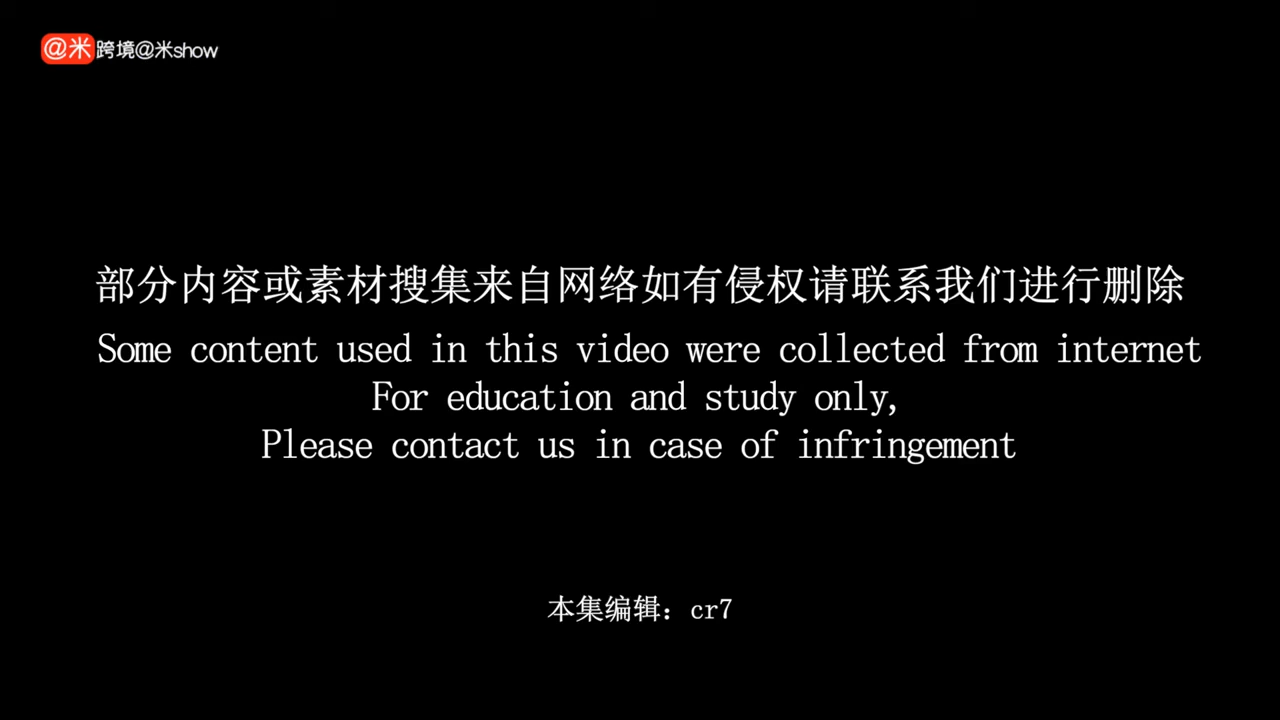 @米 跨境@米show
部分内容或素材搜集来自网络如有侵权请联系我们进行删除
Some content used in this video were collected from internet
For education and study only,
Please contact us in case of infringement
本集编辑：cr7